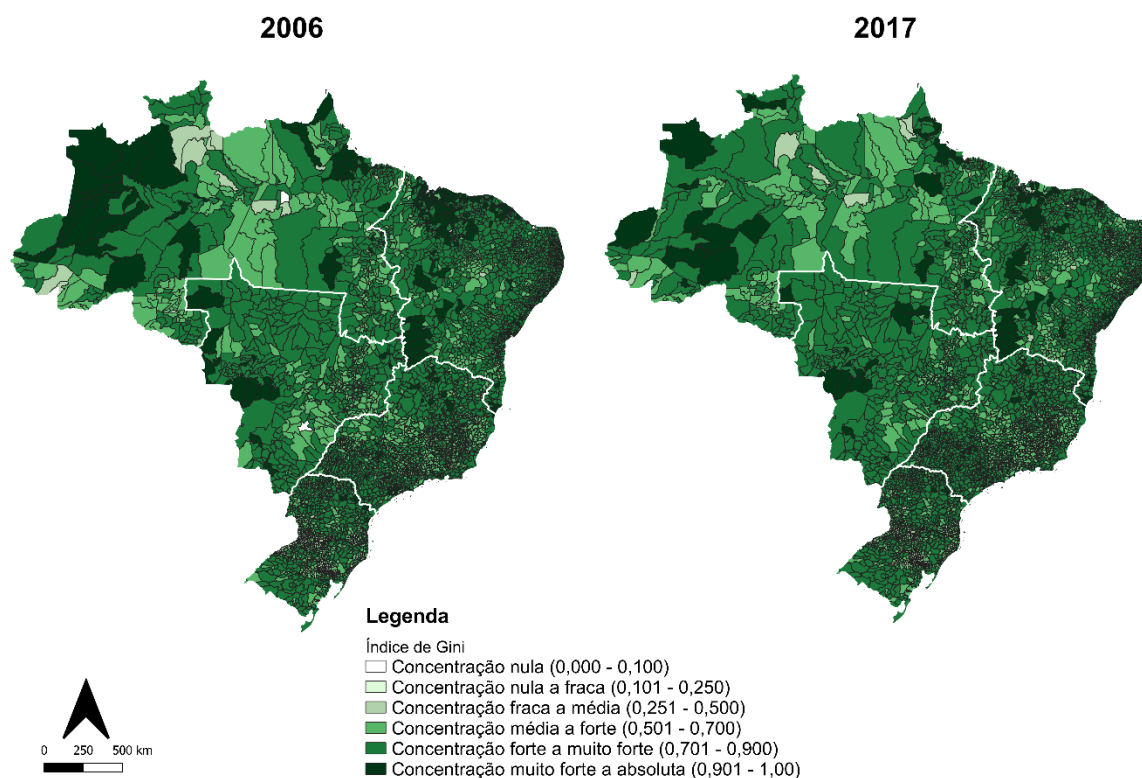 2006
2017
Legenda
Índice de Gini
Concentração nula (0,000 - 0,100)
Concentração nula a fraca (0,101 - 0,250)
Concentração fraca a média (0,251 - 0,500)
Concentração média a forte (0,501 - 0,700)
Concentração forte a muito forte (0,701 - 0,900)
Concentração muito forte a absoluta (0,901 - 1,00)
0 250 500 km